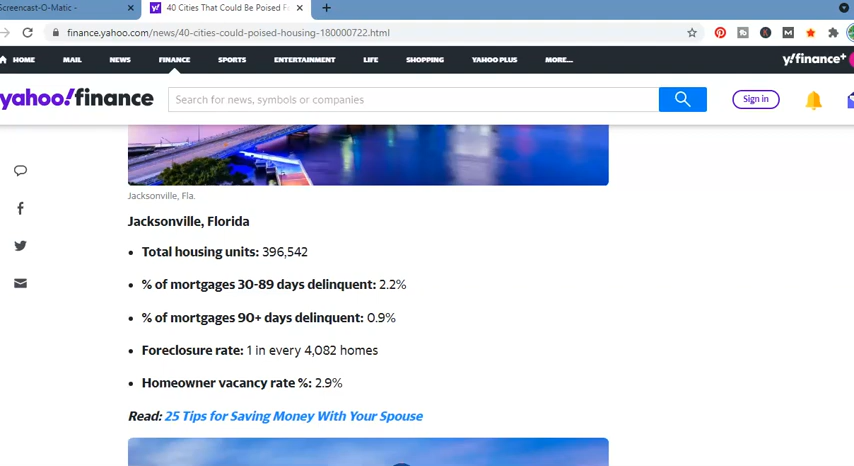 Screencast-O-Matic -
40 Cities That Could Be Poised F
finance.yahoo.com/news/40-cities-could-poised-housing-180000722.html
HOME MAIL NEWS FINANCE SPORTS ENTERTAINMENT LIFE SHOPPING YAHOO PLUS MORE... y!finance+
yahoo!finance Search for news, symbols or companies Sign in
Jacksonville, Fla.
Jacksonville, Florida
• Total housing units: 396,542
• % of mortgages 30-89 days delinquent: 2.2%
• % of mortgages 90+ days delinquent: 0.9%
• Foreclosure rate: 1 in every 4,082 homes
• Homeowner vacancy rate %: 2.9%
Read: 25 Tips for Saving Money With Your Spouse